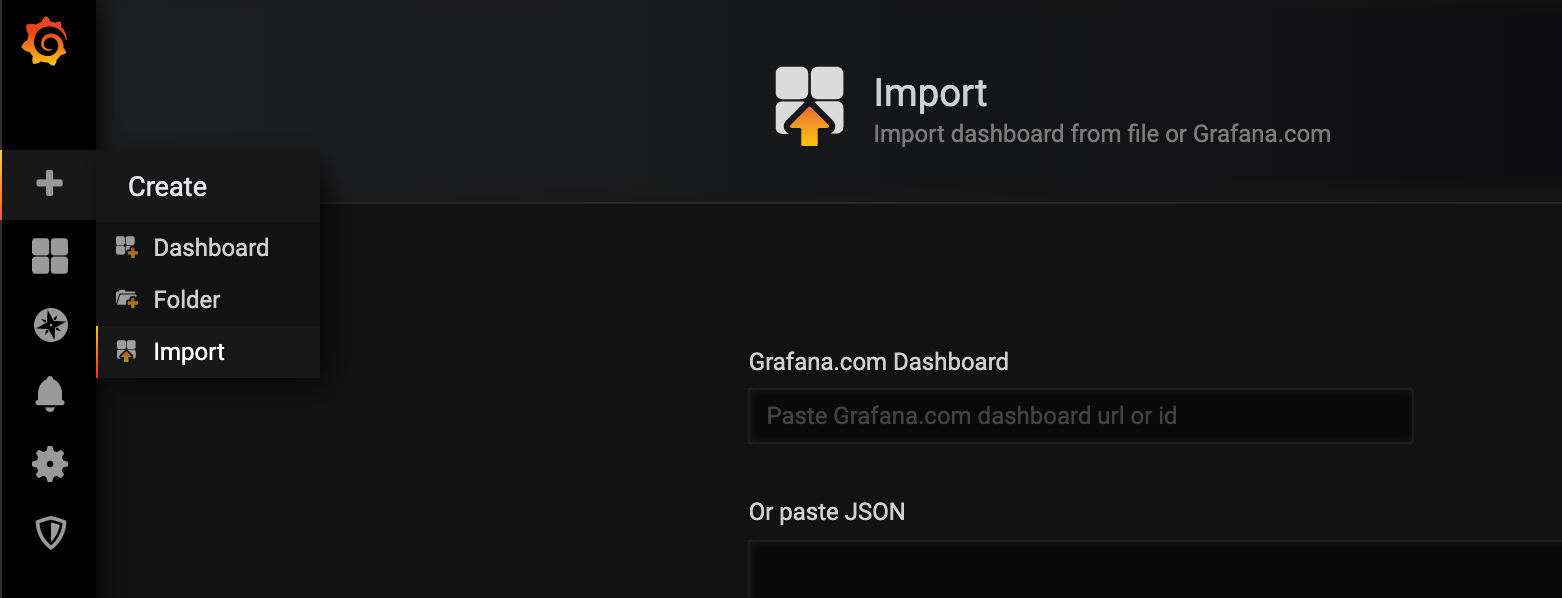 Import
Import dashboard from file or Grafana.com
Create
Dashboard
Folder
Import
Grafana.com Dashboard
Paste Grafana.com dashboard url or id
Or paste JSON